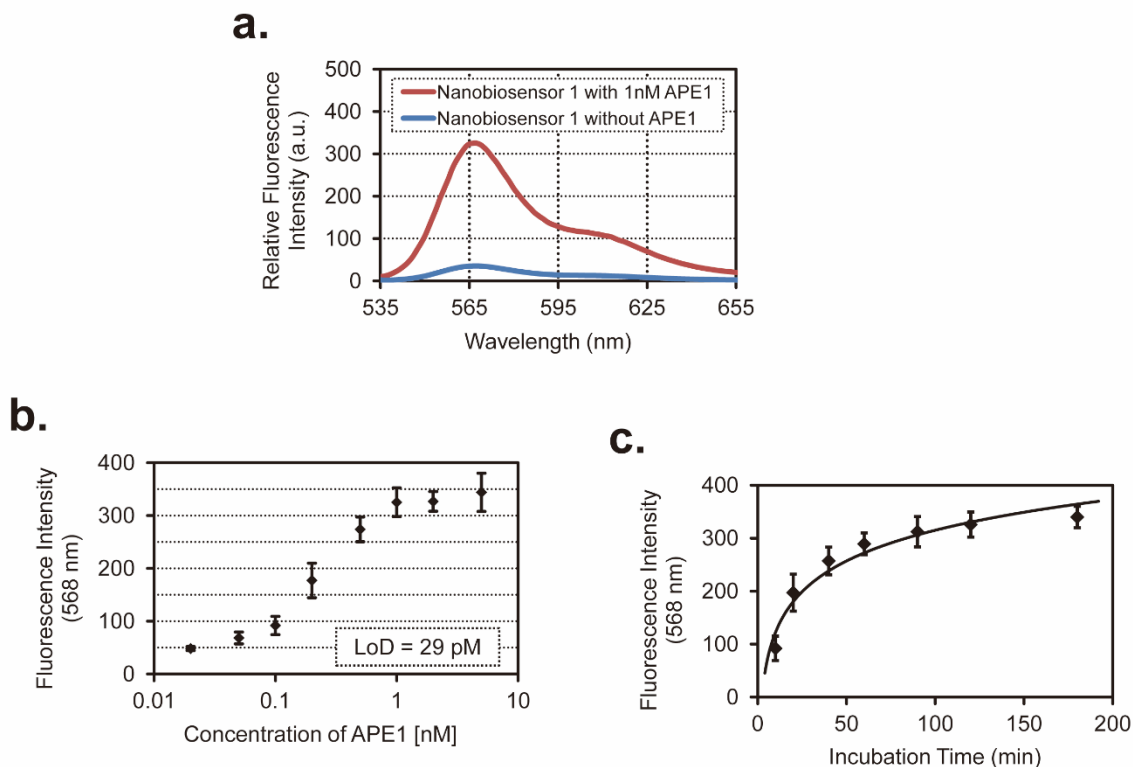 a.
500
400
300
200
100
0
Relative Fluorescence
Intensity (a.u.)
Nanobiosensor 1 with 1nM APE1
Nanobiosensor 1 without APE1
535 565 595 625 655
Wavelength (nm)
b.
400
300
200
100
0
Fluorescence Intensity
(568 nm)
LoD = 29 pM
0.01 0.1 1 10
Concentration of APE1 [nM]
c.
400
300
200
100
0
Fluorescence Intensity
(568 nm)
0 50 100 150 200
Incubation Time (min)